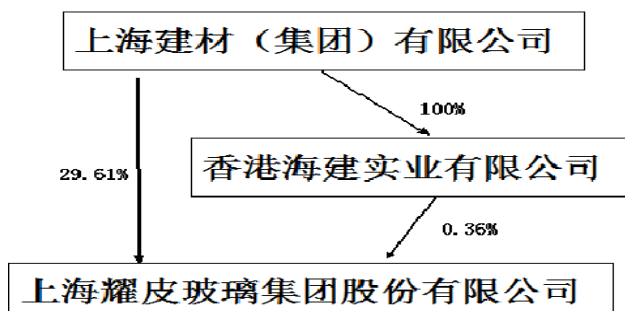 上海建材（集团）有限公司
100%
香港海建实业有限公司
29.61%
0.36%
上海耀皮玻璃集团股份有限公司